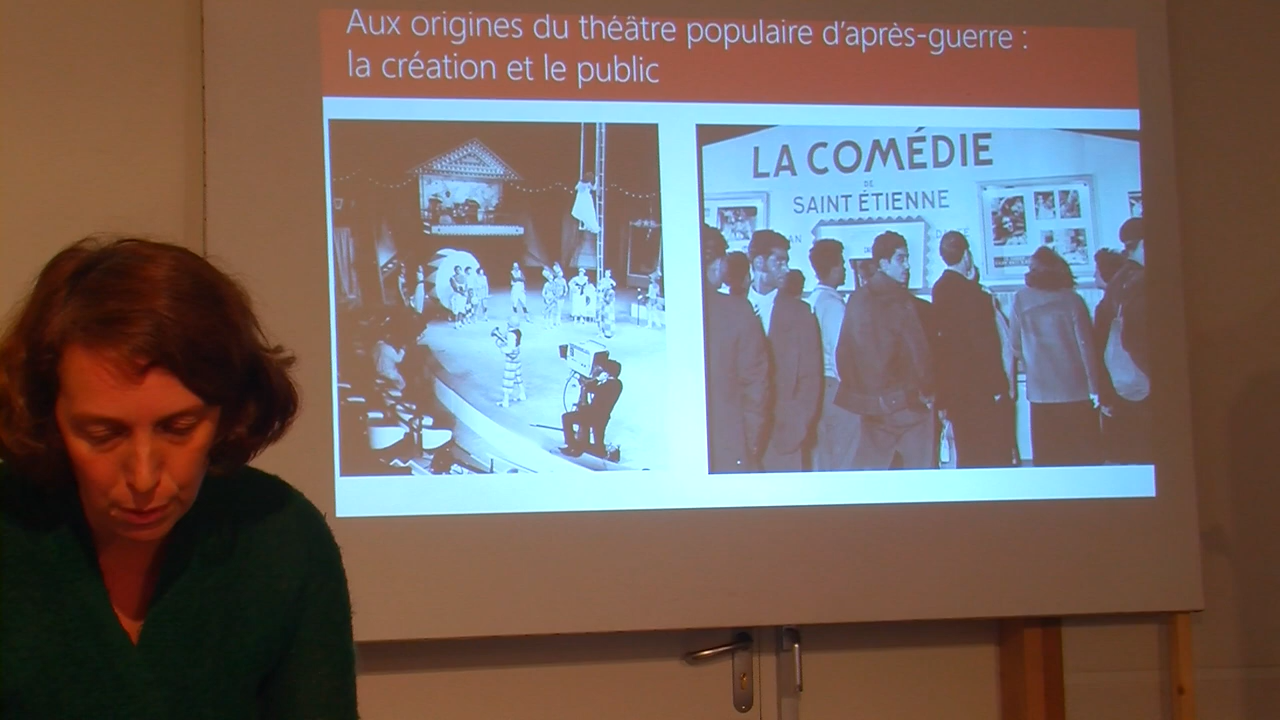 Aux origines du théâtre populaire d'après-guerre :
la création et le public
LA COMÉDIE
DE
SAINT ÉTIENNE